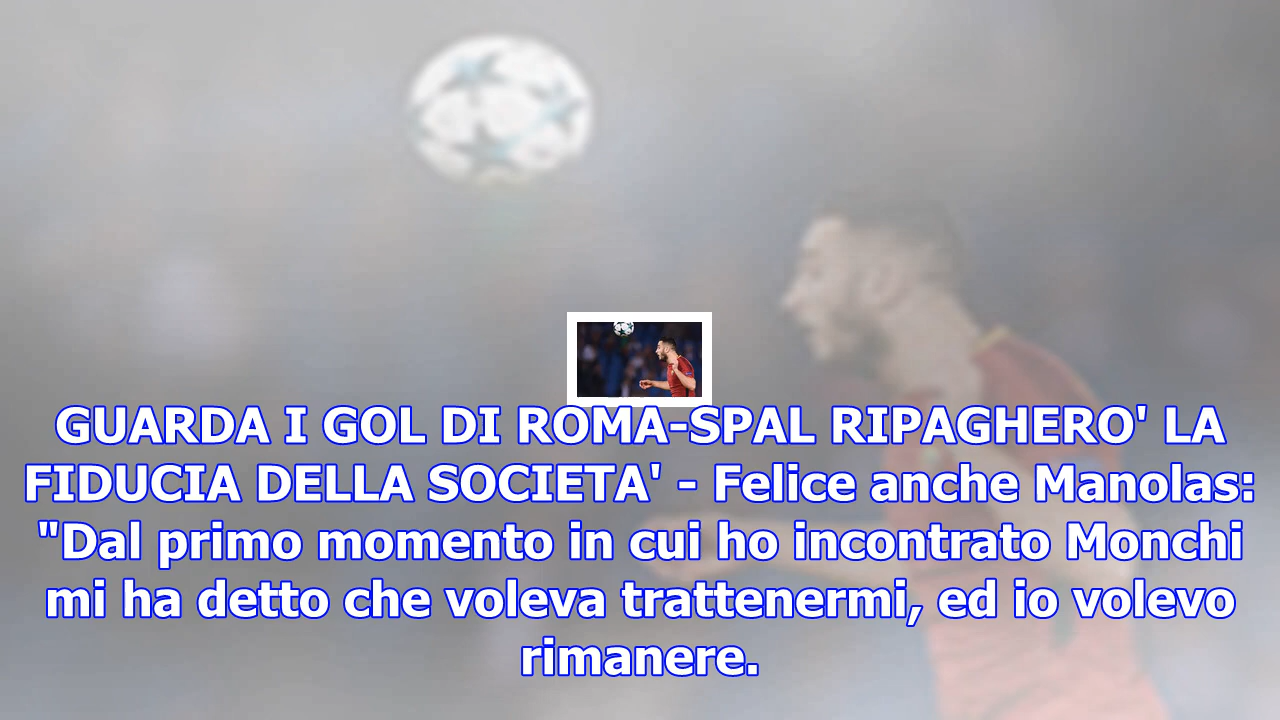 GUARDA I GOL DI ROMA-SPAL RIPAGHERO' LA
FIDUCIA DELLA SOCIETA' - Felice anche Manolas:
"Dal primo momento in cui ho incontrato Monchi
mi ha detto che voleva trattenermi, ed io volevo
rimanere.